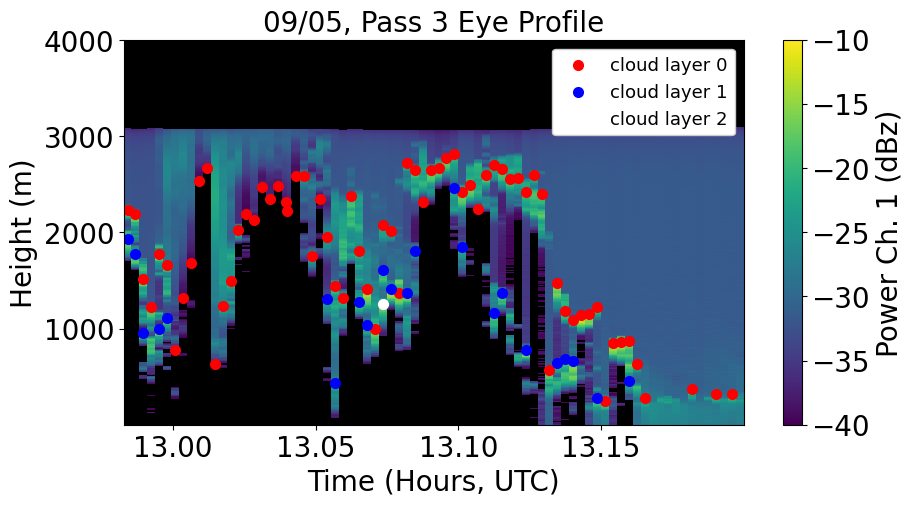 09/05, Pass 3 Eye Profile
4000
3000
2000
1000
Height (m)
cloud layer 0
cloud layer 1
cloud layer 2
13.00
13.05
13.10
13.15
Time (Hours, UTC)
−10
−15
−20
−25
−30
−35
−40
Power Ch. 1 (dBz)